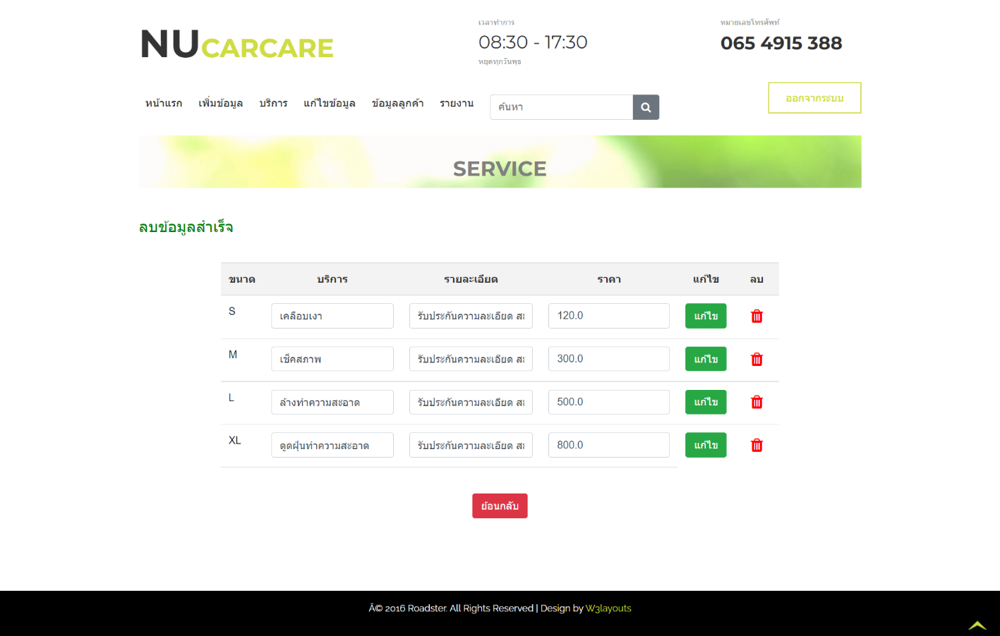 NUCARCARE
เวลาทำการ
08:30 - 17:30
หยุดทุกวันพุธ
หมายเลขโทรศัพท์
065 4915 388
หน้าแรก เพิ่มข้อมูล บริการ แก้ไขข้อมูล ข้อมูลลูกค้า รายงาน ค้นหา ออกจากระบบ
SERVICE
ลบข้อมูลสำเร็จ
ขนาด บริการ รายละเอียด ราคา แก้ไข ลบ
S เคลือบเงา รับประกันความละเอียด 120.0 แก้ไข
M เช็คสภาพ รับประกันความละเอียด 300.0 แก้ไข
L ล้างทำความสะอาด รับประกันความละเอียด 500.0 แก้ไข
XL ดูดฝุ่นทำความสะอาด รับประกันความละเอียด 800.0 แก้ไข
ย้อนกลับ
Â© 2016 Roadster. All Rights Reserved | Design by W3layouts